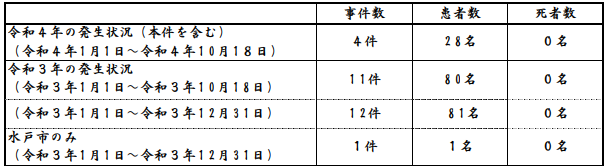 事件数 患者数 死者数
令和４年の発生状況（本件を含む）
（令和４年１月１日～令和４年１０月１８日） ４件 ２８名 ０名
令和３年の発生状況
（令和３年１月１日～令和３年１０月１８日） １１件 ８０名 ０名
（令和３年１月１日～令和３年１２月３１日） １２件 ８１名 ０名
水戸市のみ
（令和３年１月１日～令和３年１２月３１日） １件 １名 ０名